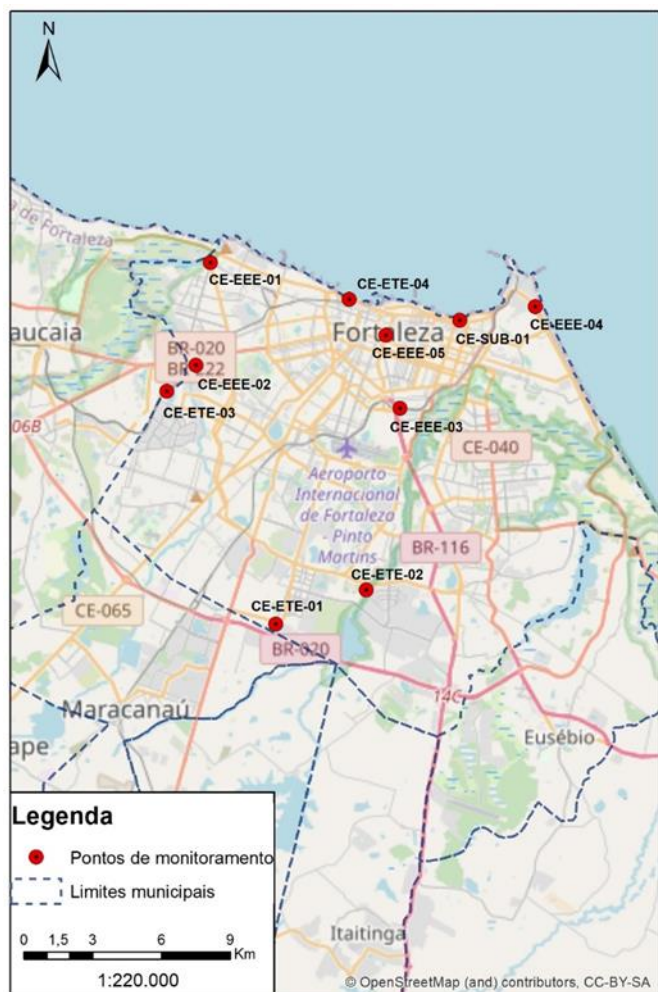 N
a de Fortaleza
CE-EEE-01
CE-ETE-04
CE-EEE-04
CE-SUB-01
Fortaleza
CE-EEE-05
aucaia
BR-020
BR-222
CE-EEE-02
CE-ETE-03
CE-EEE-03
06B
CE-040
Aeroporto
Internacional
de Fortaleza
- Pinto
Martins
BR-116
CE-ETE-02
CE-065
CE-ETE-01
BR-020
14C
Maracanaú
ape
Eusébio
Legenda
Pontos de monitoramento
Limites municipais
0 1,5 3 6 9
Km
1:220.000
Itaitinga
© OpenStreetMap (and) contributors, CC-BY-SA